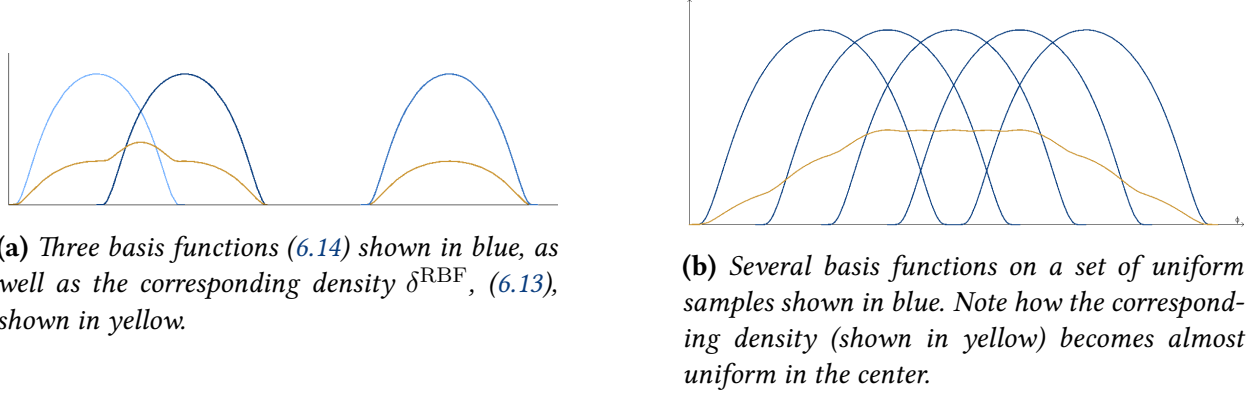 (a) Three basis functions (6.14) shown in blue, as
well as the corresponding density δ^RBF, (6.13),
shown in yellow.
ϕ
(b) Several basis functions on a set of uniform
samples shown in blue. Note how the correspond-
ing density (shown in yellow) becomes almost
uniform in the center.